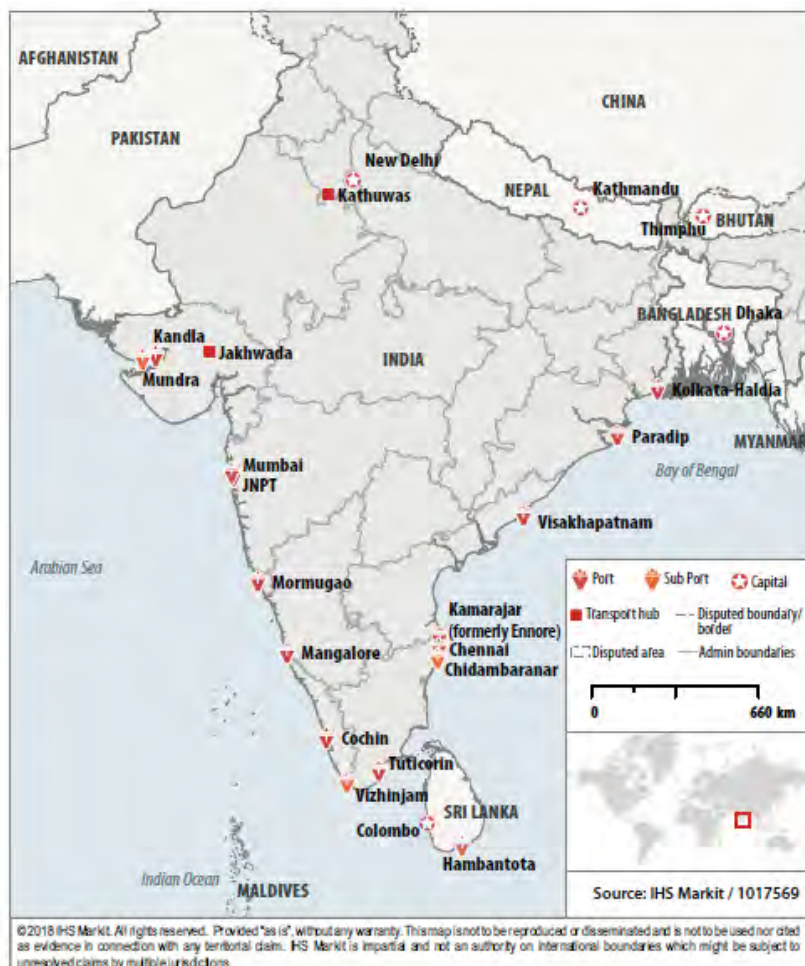 AFGHANISTAN
CHINA
PAKISTAN
New Delhi
NEPAL
Kathmandu
Kathuwas
Thimphu
BHUTAN
BANGLADESH
Dhaka
Kandla
Jakhwada
INDIA
Mundra
Kolkata-Haldia
Paradip
MYANMAR
Mumbai
JNPT
Bay of Bengal
Visakhapatnam
Arabian Sea
Mormugao
Kamarajar
(formerly Ennore)
Chennai
Chidambaranar
Mangalore
Cochin
Tuticorin
Vizhinjam
SRI LANKA
Colombo
Hambantota
Indian Ocean
MALDIVES
Port
Sub Port
Capital
Transport hub
Disputed boundary/
border
Disputed area
Admin boundaries
0
660 km
Source: IHS Markit / 1017569
©2018 IHS Markit. All rights reserved. Provided "as is", without any warranty. This map is not to be reproduced or disseminated and is not to be used nor cited
as evidence in connection with any territorial claim. IHS Markit is impartial and not an authority on international boundaries which might be subject to
unresolved claims by multiple jurisdictions.